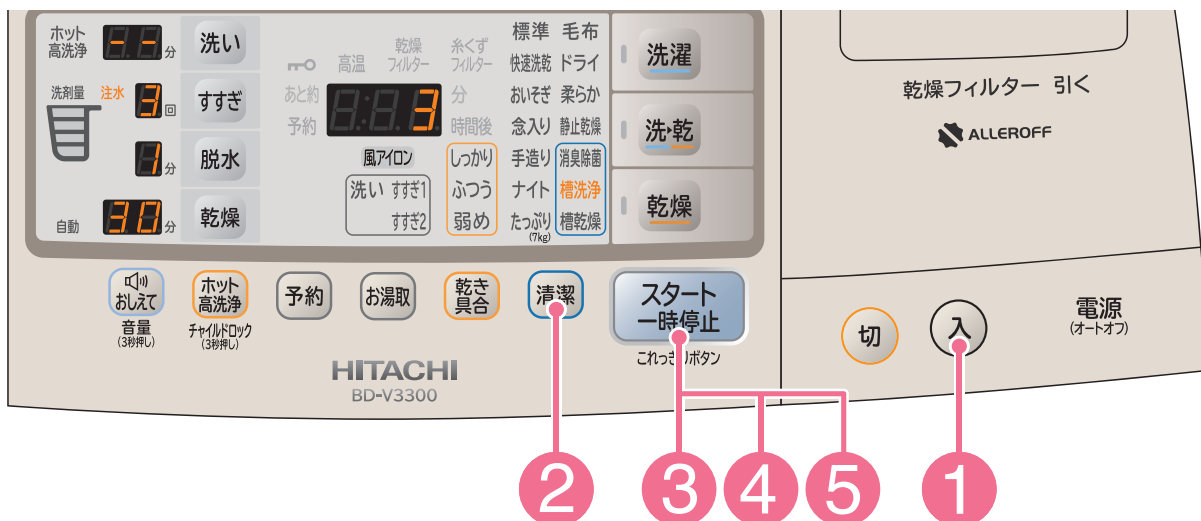 ホット
高洗浄
-- 分
洗い
洗剤量
注水
3 回
すすぎ
1 分
脱水
自動
30 分
乾燥
高温
乾燥
フィルター
糸くず
フィルター
あと約
予約
3
分
時間後
風アイロン
洗い すすぎ1
すすぎ2
しっかり
ふつう
弱め
標準 毛布
快速洗乾 ドライ
おいそぎ 柔らか
念入り 静止乾燥
手造り 消臭除菌
ナイト 槽洗浄
たっぷり 槽乾燥
(7kg)
洗濯
洗・乾
乾燥
乾燥フィルター 引く
ALLEROFF
おしえて
音量
(3秒押し)
ホット
高洗浄
チャイルドロック
(3秒押し)
予約
お湯取
乾き
具合
清潔
スタート
一時停止
これっきりボタン
切
入
電源
(オートオフ)
HITACHI
BD-V3300
2
3
4
5
1